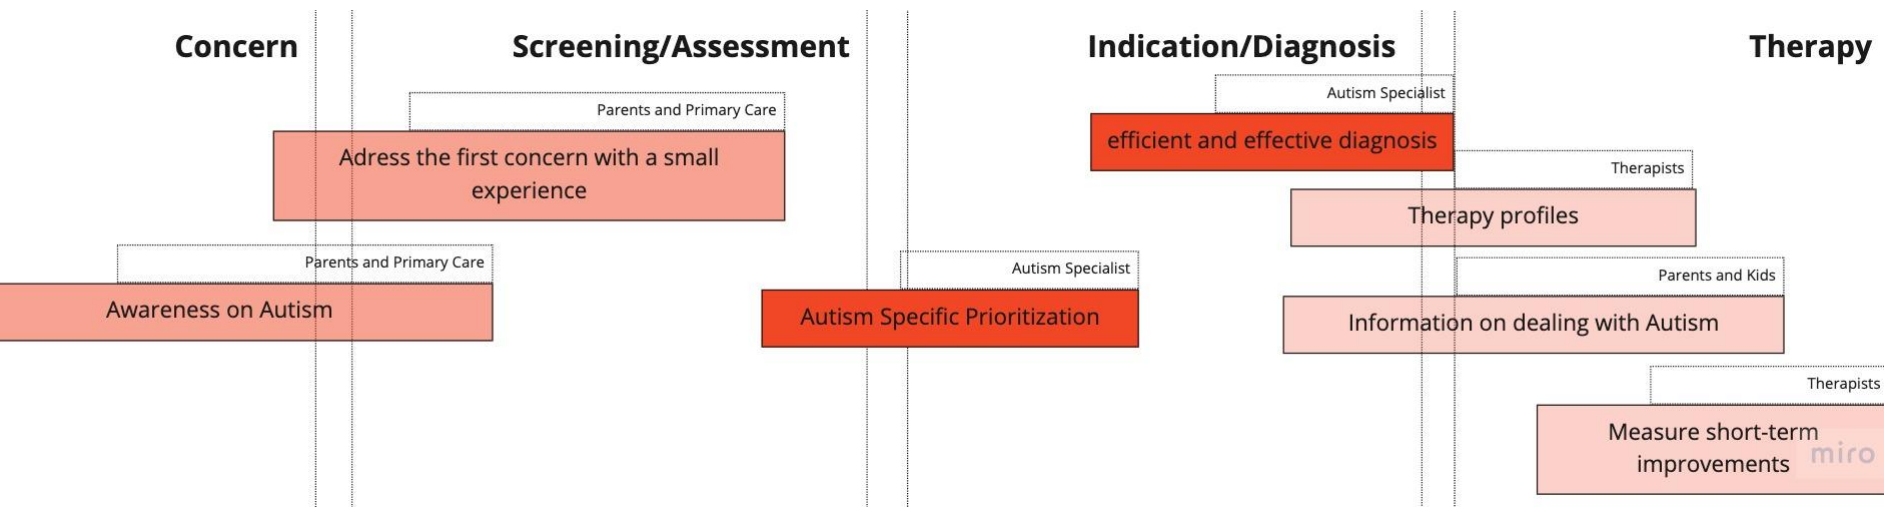 Concern
Screening/Assessment
Indication/Diagnosis
Therapy
Parents and Primary Care
Adress the first concern with a small
experience
Parents and Primary Care
Awareness on Autism
Autism Specialist
Autism Specific Prioritization
Autism Specialist
efficient and effective diagnosis
Therapists
Therapy profiles
Parents and Kids
Information on dealing with Autism
Therapists
Measure short-term
improvements
miro